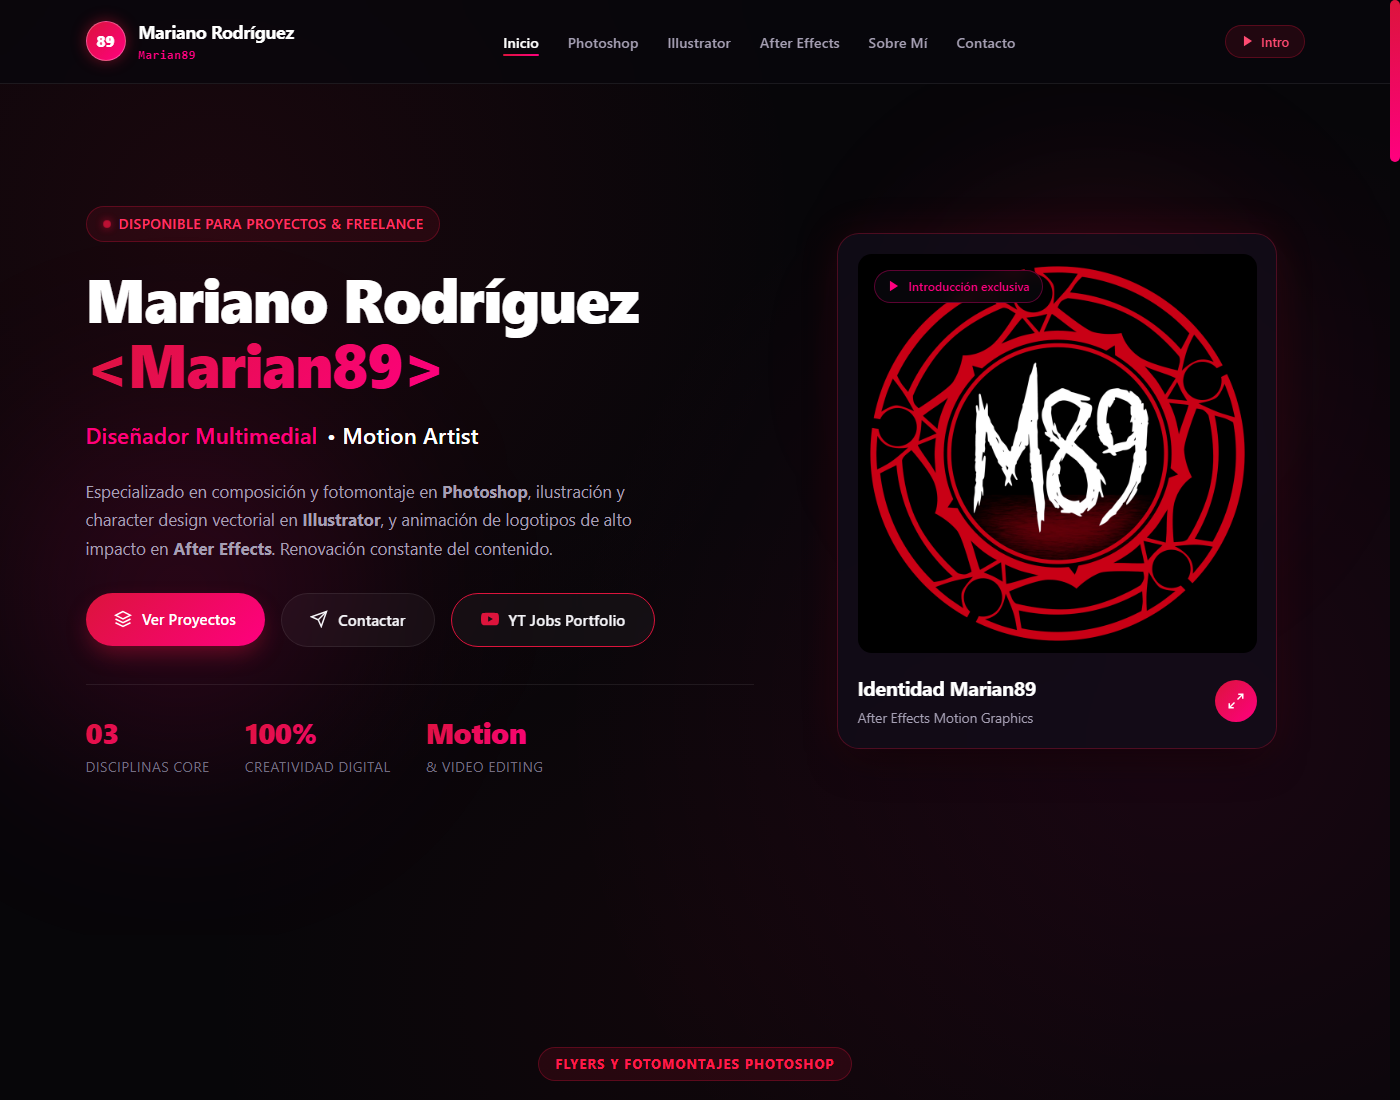 89
Mariano Rodríguez
Marian89
Inicio
Photoshop
Illustrator
After Effects
Sobre Mí
Contacto
Intro
DISPONIBLE PARA PROYECTOS & FREELANCE
Mariano Rodríguez
<Marian89>
Diseñador Multimedial • Motion Artist
Especializado en composición y fotomontaje en Photoshop, ilustración y
character design vectorial en Illustrator, y animación de logotipos de alto
impacto en After Effects. Renovación constante del contenido.
Ver Proyectos
Contactar
YT Jobs Portfolio
03
DISCIPLINAS CORE
100%
CREATIVIDAD DIGITAL
Motion
& VIDEO EDITING
Introducción exclusiva
M89
Identidad Marian89
After Effects Motion Graphics
FLYERS Y FOTOMONTAJES PHOTOSHOP